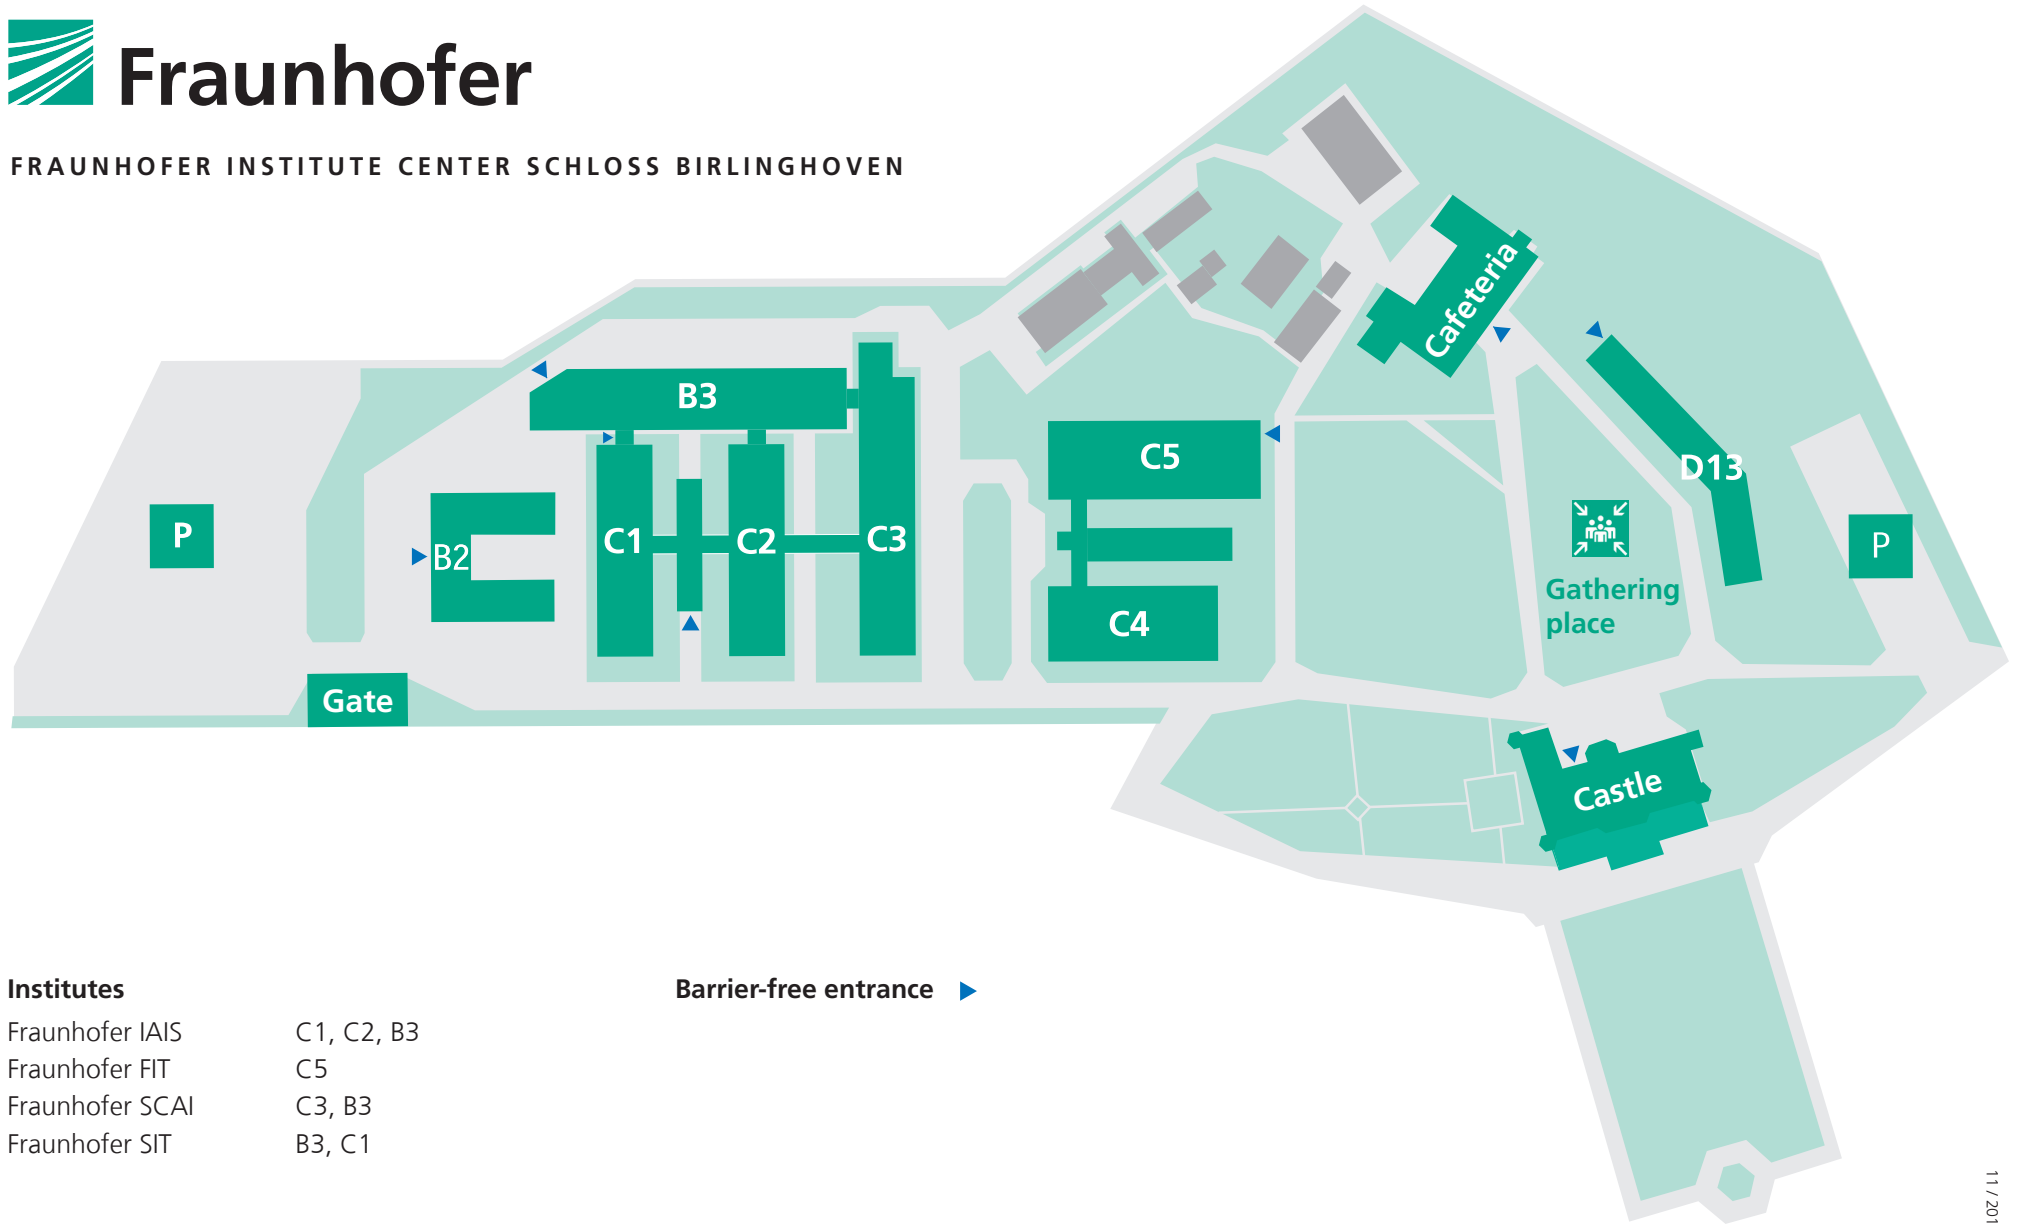 Fraunhofer
FRAUNHOFER INSTITUTE CENTER SCHLOSS BIRLINGHOVEN
Cafeteria
B3
C5
D13
P
B2
C1
C2
C3
P
Gathering
place
C4
Gate
Castle
Institutes
Fraunhofer IAIS C1, C2, B3
Fraunhofer FIT C5
Fraunhofer SCAI C3, B3
Fraunhofer SIT B3, C1
Barrier-free entrance
11 / 201